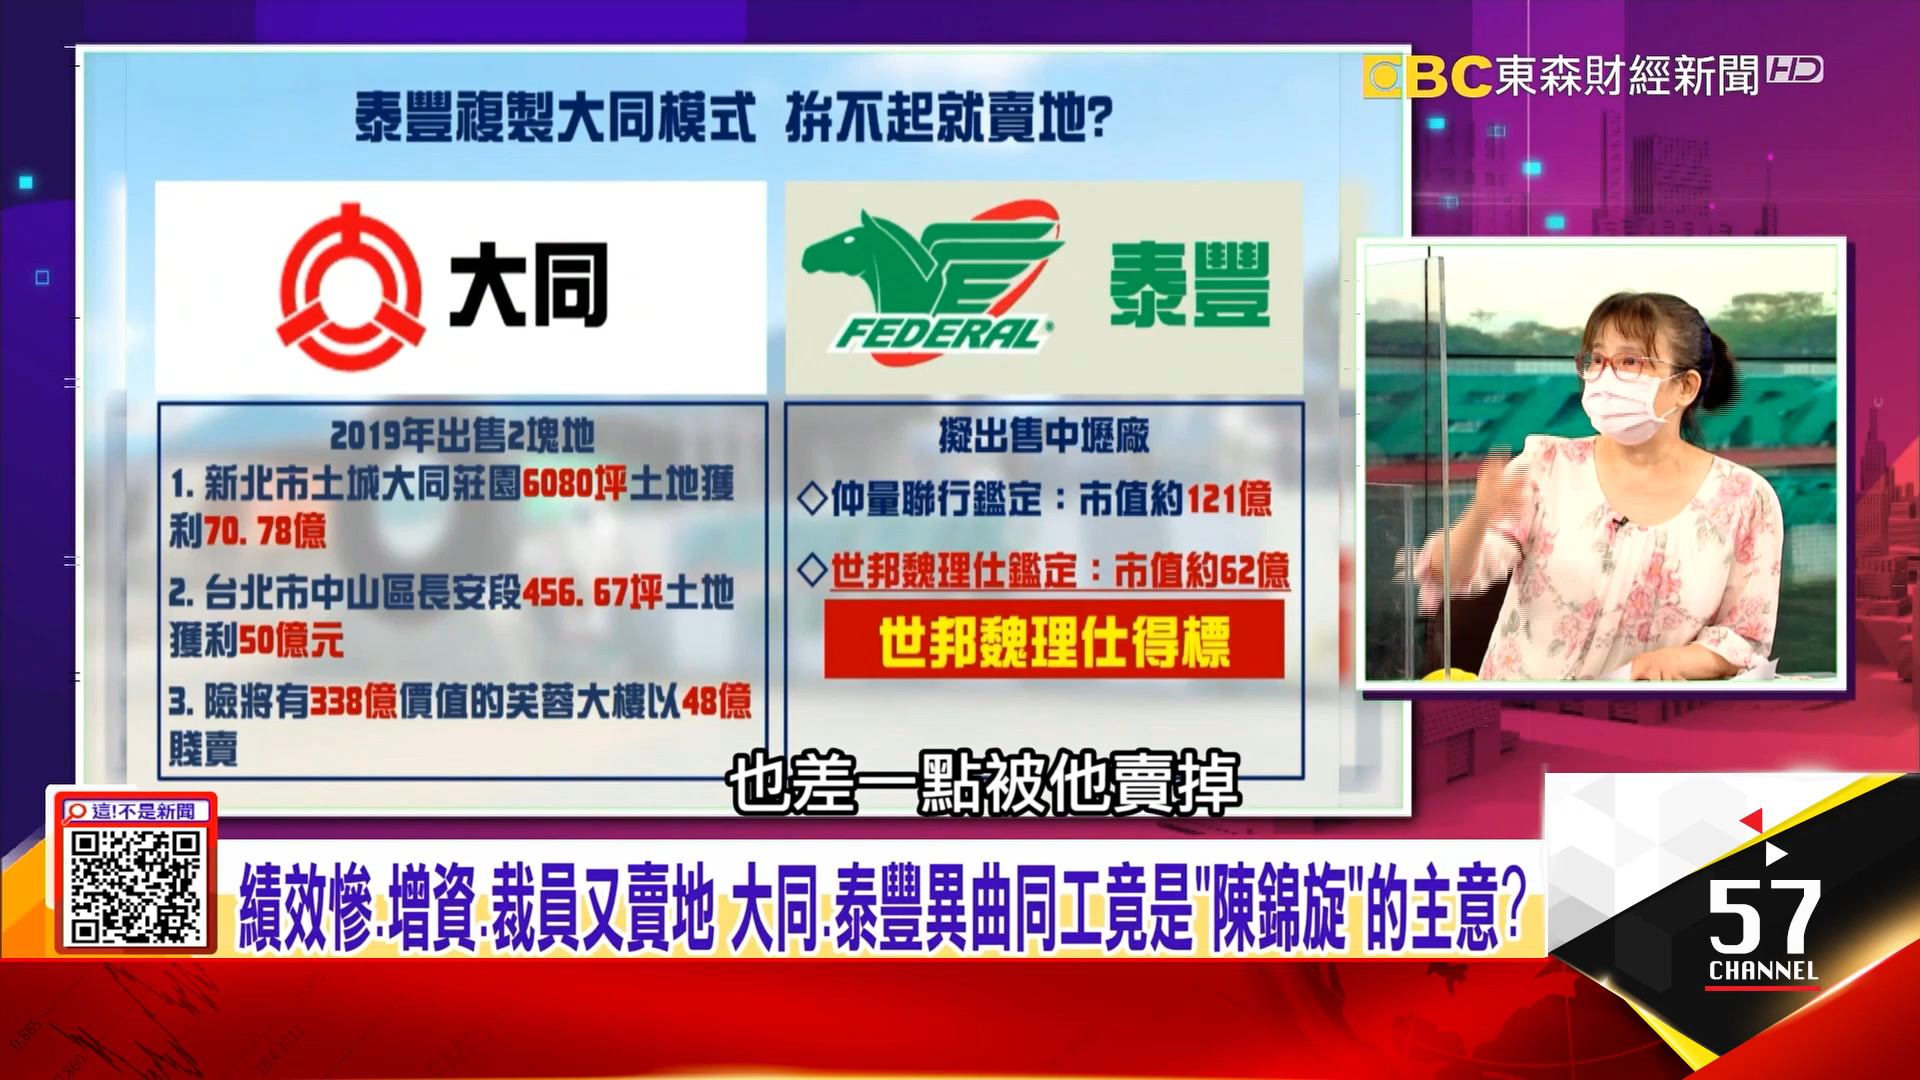 EBC東森財經新聞HD
泰豐複製大同模式 拚不起就賣地?
大同
FEDERAL
泰豐
2019年出售2塊地
1. 新北市土城大同莊園6080坪土地獲
利70.78億
2. 台北市中山區長安段456.67坪土地
獲利50億元
3. 險將有338億價值的芙蓉大樓以48億
賤賣
擬出售中壢廠
◇仲量聯行鑑定：市值約121億
◇世邦魏理仕鑑定：市值約62億
世邦魏理仕得標
也差一點被他賣掉
這!不是新聞
績效慘.增資.裁員又賣地 大同.泰豐異曲同工竟是"陳錦旋"的主意?
57
CHANNEL